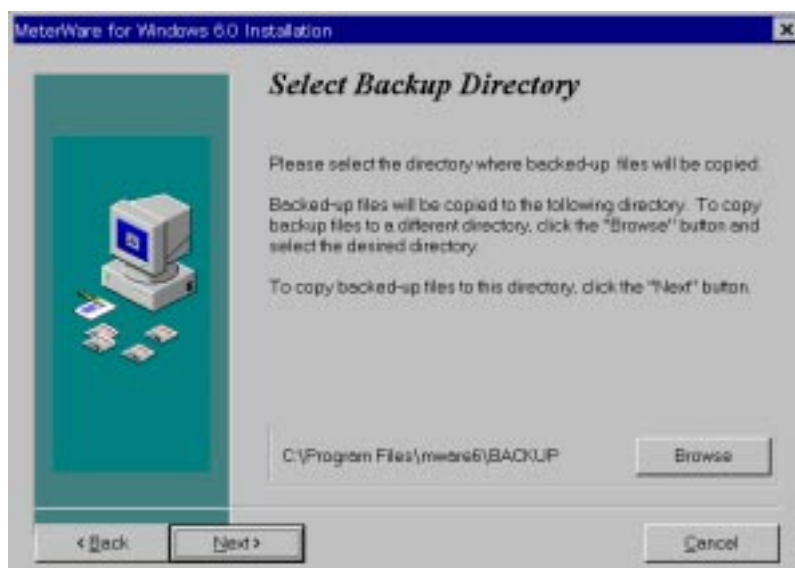 MeterWare for Windows 6.0 Installation
Select Backup Directory
Please select the directory where backed-up files will be copied.
Backed-up files will be copied to the following directory. To copy
backup files to a different directory, click the "Browse" button and
select the desired directory.
To copy backed-up files to this directory, click the "Next" button.
C:\Program Files\mware6\BACKUP
Browse
< Back
Next >
Cancel